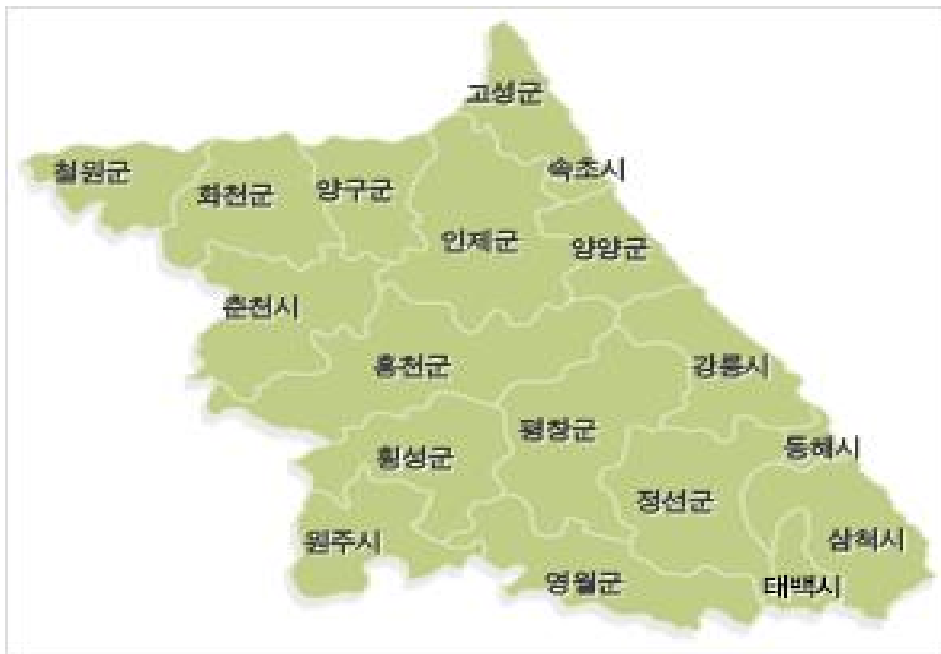 고성군
철원군
화천군
양구군
속초시
인제군
양양군
춘천시
홍천군
강릉시
평창군
횡성군
동해시
정선군
원주시
삼척시
영월군
태백시